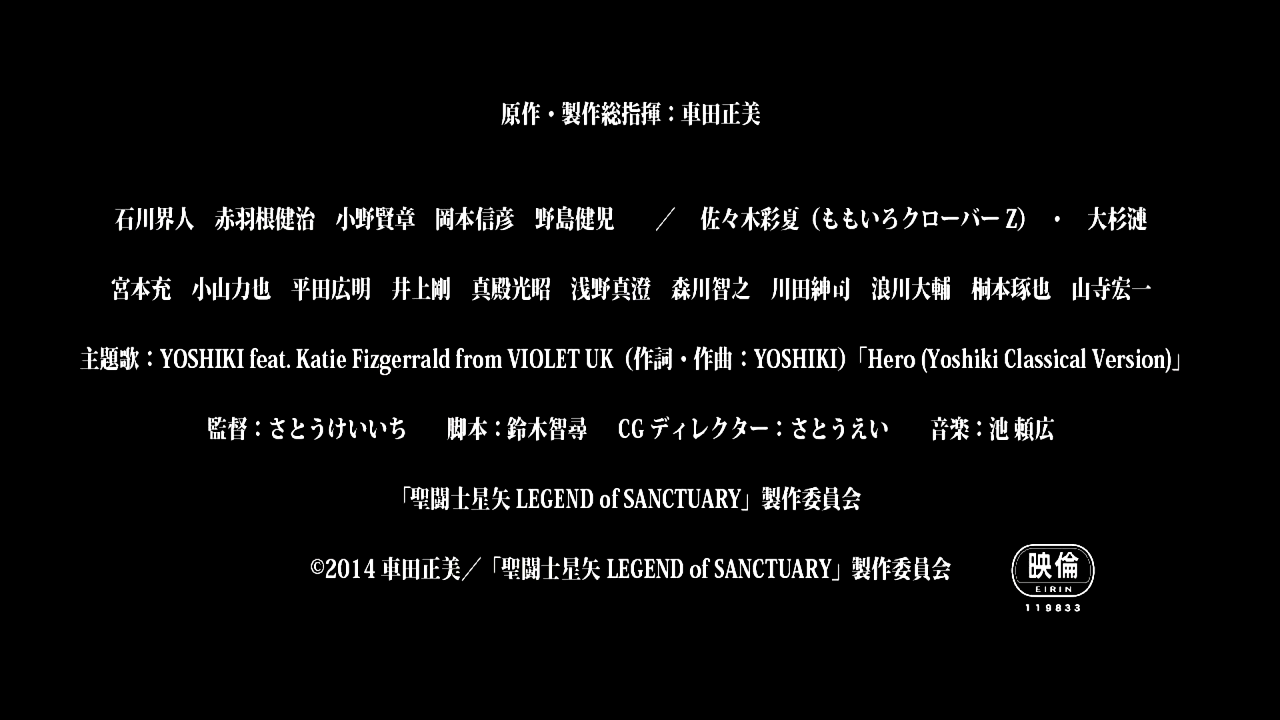 原作・製作総指揮：車田正美
石川界人　赤羽根健治　小野賢章　岡本信彦　野島健児　／　佐々木彩夏（ももいろクローバーZ）　・　大杉漣
宮本充　小山力也　平田広明　井上剛　真殿光昭　浅野真澄　森川智之　川田紳司　浪川大輔　桐本琢也　山寺宏一
主題歌：YOSHIKI feat. Katie Fizgerrald from VIOLET UK（作詞・作曲：YOSHIKI）「Hero (Yoshiki Classical Version)」
監督：さとうけいいち　脚本：鈴木智尋　CGディレクター：さとうえい　音楽：池 頼広
「聖闘士星矢 LEGEND of SANCTUARY」製作委員会
©2014 車田正美／「聖闘士星矢 LEGEND of SANCTUARY」製作委員会
映倫
EIRIN
119833